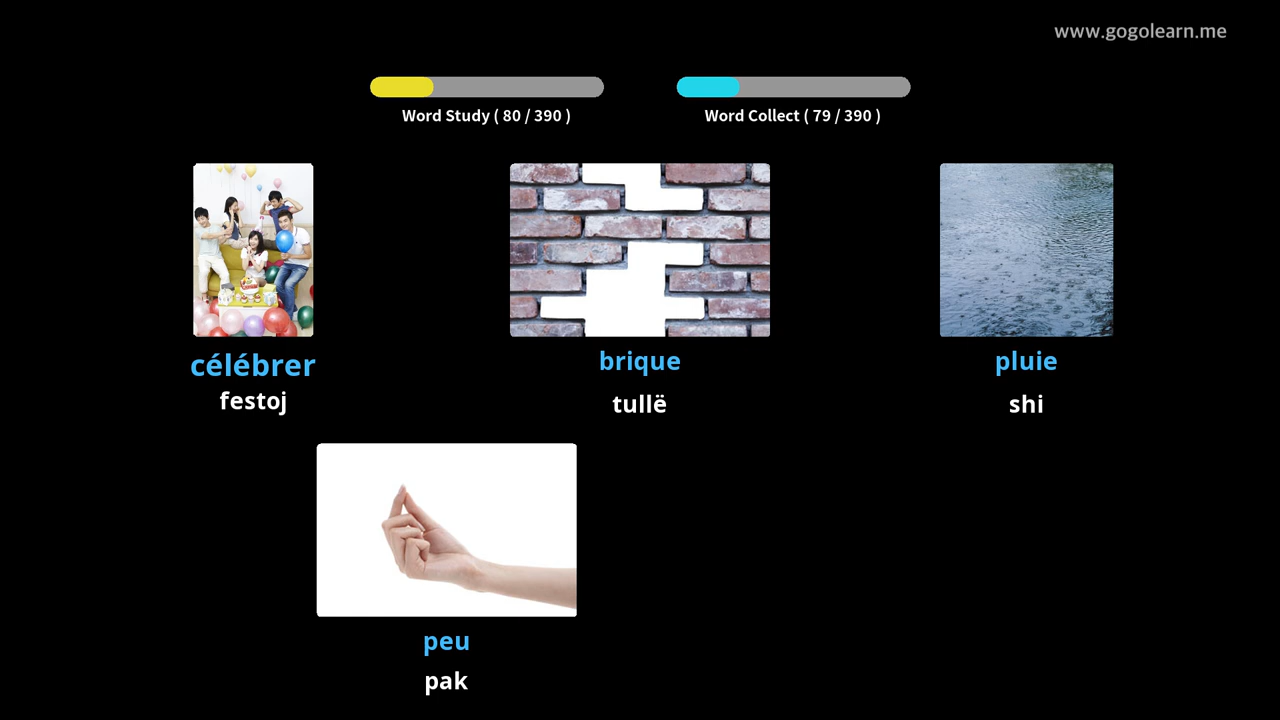 www.gogolearn.me
Word Study ( 80 / 390 )
Word Collect ( 79 / 390 )
célébrer
festoj
brique
tullë
pluie
shi
peu
pak